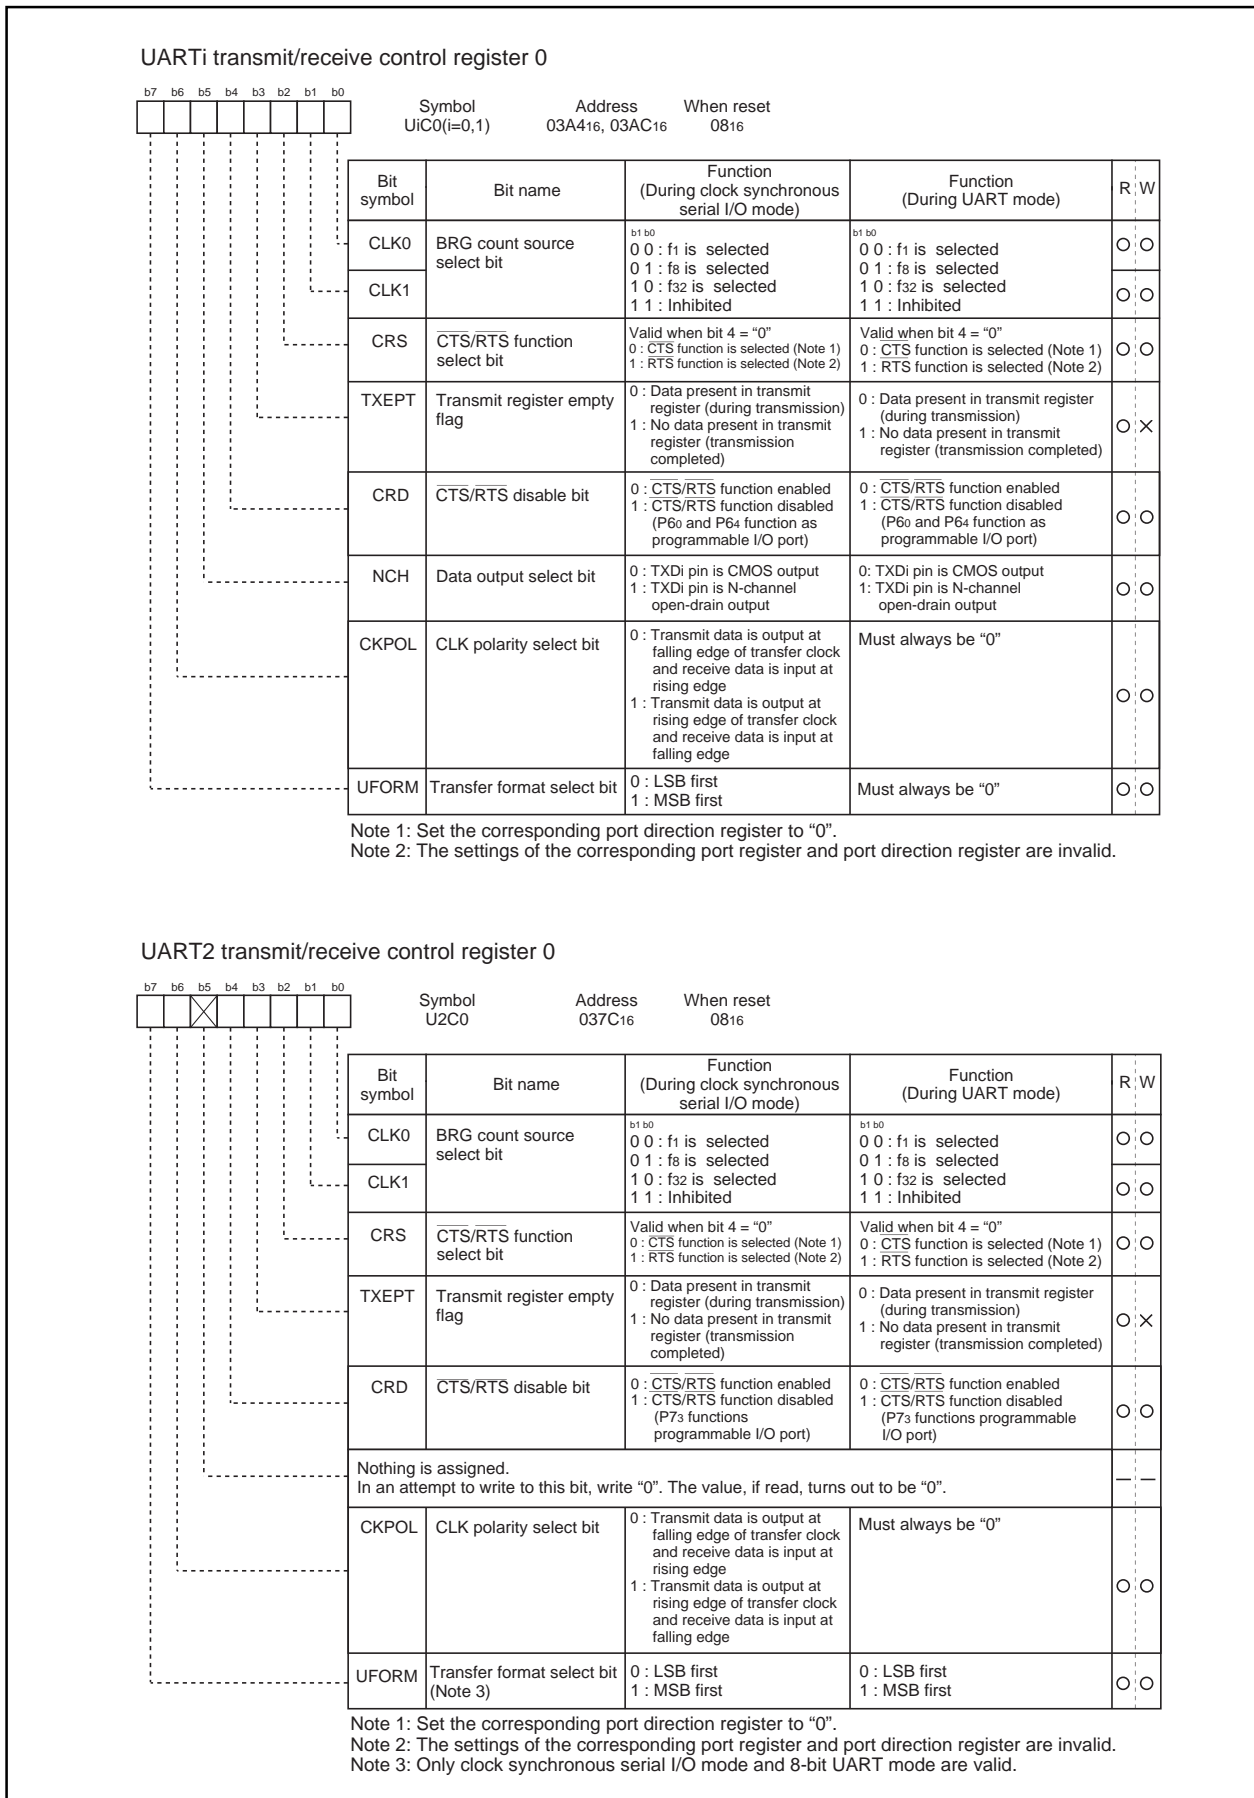 UARTi transmit/receive control register 0
b7 b6 b5 b4 b3 b2 b1 b0
Symbol Address When reset
UiC0(i=0,1) 03A416, 03AC16 0816
Bit symbol Bit name Function (During clock synchronous serial I/O mode) Function (During UART mode) R W
CLK0 BRG count source select bit
b1 b0
0 0 : f1 is selected
0 1 : f8 is selected
1 0 : f32 is selected
1 1 : Inhibited
b1 b0
0 0 : f1 is selected
0 1 : f8 is selected
1 0 : f32 is selected
1 1 : Inhibited
CLK1
CRS CTS/RTS function select bit
Valid when bit 4 = “0”
0 : CTS function is selected (Note 1)
1 : RTS function is selected (Note 2)
Valid when bit 4 = “0”
0 : CTS function is selected (Note 1)
1 : RTS function is selected (Note 2)
TXEPT Transmit register empty flag
0 : Data present in transmit
register (during transmission)
1 : No data present in transmit
register (transmission
completed)
0 : Data present in transmit register
(during transmission)
1 : No data present in transmit
register (transmission completed)
CRD CTS/RTS disable bit
0 : CTS/RTS function enabled
1 : CTS/RTS function disabled
(P60 and P64 function as
programmable I/O port)
0 : CTS/RTS function enabled
1 : CTS/RTS function disabled
(P60 and P64 function as
programmable I/O port)
NCH Data output select bit
0 : TXDi pin is CMOS output
1 : TXDi pin is N-channel
open-drain output
0: TXDi pin is CMOS output
1: TXDi pin is N-channel
open-drain output
CKPOL CLK polarity select bit
0 : Transmit data is output at
falling edge of transfer clock
and receive data is input at
rising edge
1 : Transmit data is output at
rising edge of transfer clock
and receive data is input at
falling edge
Must always be “0”
UFORM Transfer format select bit
0 : LSB first
1 : MSB first
Must always be “0”
Note 1: Set the corresponding port direction register to “0”.
Note 2: The settings of the corresponding port register and port direction register are invalid.
UART2 transmit/receive control register 0
b7 b6 b5 b4 b3 b2 b1 b0
Symbol Address When reset
U2C0 037C16 0816
Bit symbol Bit name Function (During clock synchronous serial I/O mode) Function (During UART mode) R W
CLK0 BRG count source select bit
b1 b0
0 0 : f1 is selected
0 1 : f8 is selected
1 0 : f32 is selected
1 1 : Inhibited
b1 b0
0 0 : f1 is selected
0 1 : f8 is selected
1 0 : f32 is selected
1 1 : Inhibited
CLK1
CRS CTS/RTS function select bit
Valid when bit 4 = “0”
0 : CTS function is selected (Note 1)
1 : RTS function is selected (Note 2)
Valid when bit 4 = “0”
0 : CTS function is selected (Note 1)
1 : RTS function is selected (Note 2)
TXEPT Transmit register empty flag
0 : Data present in transmit
register (during transmission)
1 : No data present in transmit
register (transmission
completed)
0 : Data present in transmit register
(during transmission)
1 : No data present in transmit
register (transmission completed)
CRD CTS/RTS disable bit
0 : CTS/RTS function enabled
1 : CTS/RTS function disabled
(P73 functions
programmable I/O port)
0 : CTS/RTS function enabled
1 : CTS/RTS function disabled
(P73 functions programmable
I/O port)
Nothing is assigned.
In an attempt to write to this bit, write “0”. The value, if read, turns out to be “0”.
CKPOL CLK polarity select bit
0 : Transmit data is output at
falling edge of transfer clock
and receive data is input at
rising edge
1 : Transmit data is output at
rising edge of transfer clock
and receive data is input at
falling edge
Must always be “0”
UFORM Transfer format select bit (Note 3)
0 : LSB first
1 : MSB first
0 : LSB first
1 : MSB first
Note 1: Set the corresponding port direction register to “0”.
Note 2: The settings of the corresponding port register and port direction register are invalid.
Note 3: Only clock synchronous serial I/O mode and 8-bit UART mode are valid.